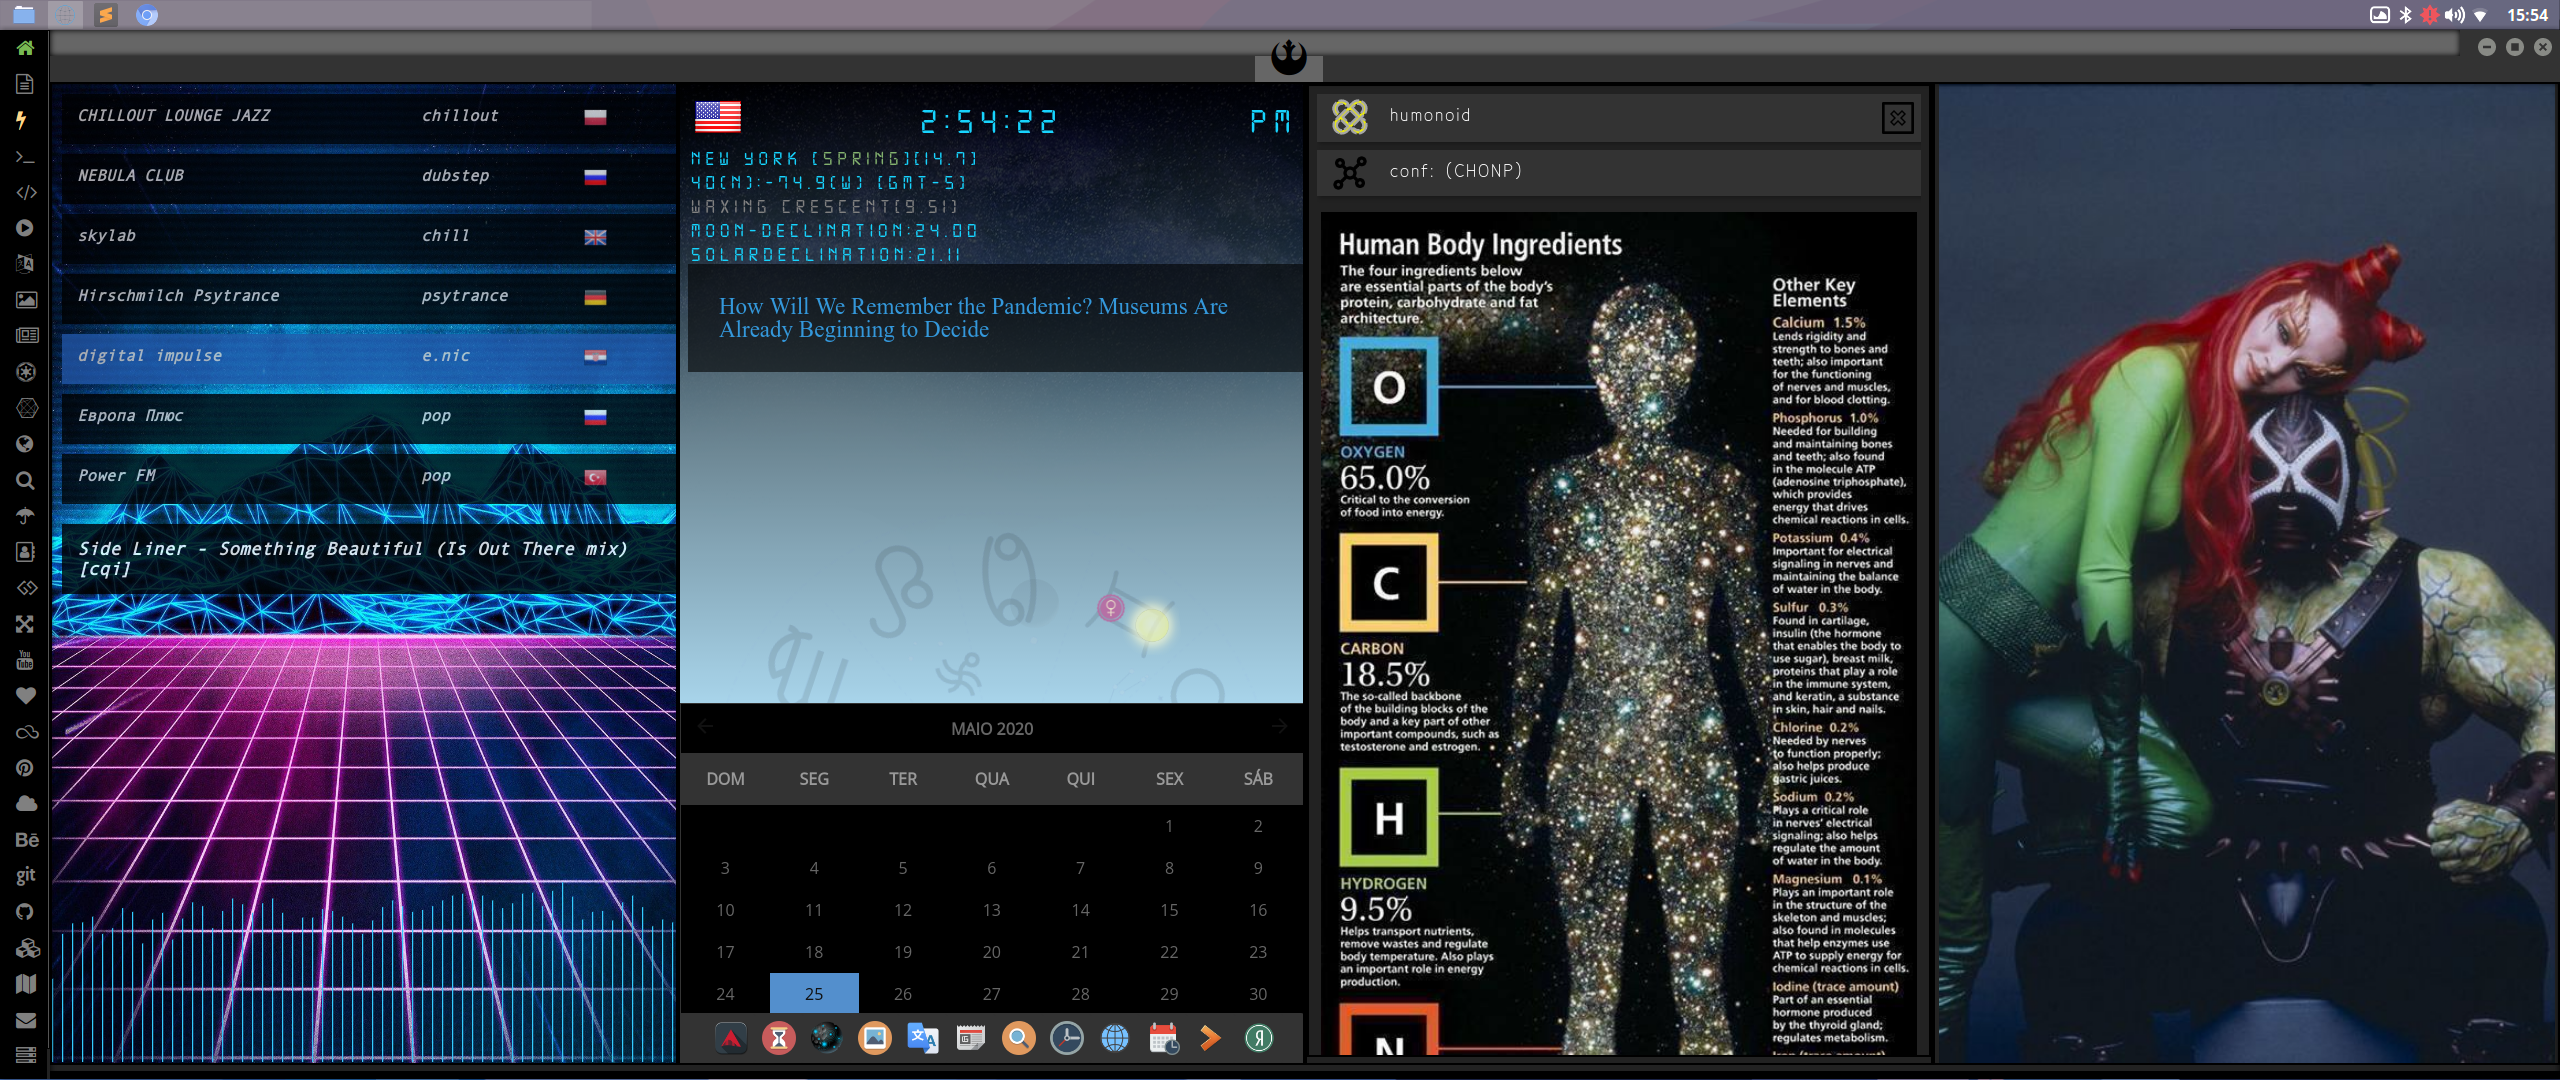 15:54
CHILLOUT LOUNGE JAZZ chillout
NEBULA CLUB dubstep
skylab chill
Hirschmilch Psytrance psytrance
digital impulse e.nic
Европа Плюс pop
Power FM pop
Side Liner - Something Beautiful (Is Out There mix)
[cqi]
You
Tube
Bē
git
2:54:22 PM
NEW YORK [SPRING][14.7]
40(N):-74.9(W) [GMT-5]
WAXING CRESCENT[9.51]
MOON-DECLINATION:24.00
SOLARDECLINATION:21.11
How Will We Remember the Pandemic? Museums Are
Already Beginning to Decide
MAIO 2020
DOM SEG TER QUA QUI SEX SÁB
1 2
3 4 5 6 7 8 9
10 11 12 13 14 15 16
17 18 19 20 21 22 23
24 25 26 27 28 29 30
Я
humonoid
conf: (CHONP)
Human Body Ingredients
The four ingredients below
are essential parts of the body's
protein, carbohydrate and fat
architecture.
O
OXYGEN
65.0%
Critical to the conversion
of food into energy.
C
CARBON
18.5%
The so-called backbone
of the building blocks of the
body and a key part of other
important compounds, such as
testosterone and estrogen.
H
HYDROGEN
9.5%
Helps transport nutrients,
remove wastes and regulate
body temperature. Also plays
an important role in energy
production.
N
Other Key
Elements
Calcium 1.5%
Lends rigidity and
strength to bones and
teeth; also important
for the functioning
of nerves and muscles,
and for blood clotting.
Phosphorus 1.0%
Needed for building
and maintaining bones
and teeth; also found
in the molecule ATP
(adenosine triphosphate),
which provides
energy that drives
chemical reactions in cells.
Potassium 0.4%
Important for electrical
signaling in nerves and
maintaining the balance
of water in the body.
Sulfur 0.3%
Found in cartilage,
insulin (the hormone
that enables the body to
use sugar), breast milk,
proteins that play a role
in the immune system,
and keratin, a substance
in skin, hair and nails.
Chlorine 0.2%
Needed by nerves
to function properly;
also helps produce
gastric juices.
Sodium 0.2%
Plays a critical role
in nerves' electrical
signaling; also helps
regulate the amount
of water in the body.
Magnesium 0.1%
Plays an important role
in the structure of the
skeleton and muscles;
also found in molecules
that help enzymes use
ATP to supply energy for
chemical reactions in cells.
Iodine (trace amount)
Part of an essential
hormone produced
by the thyroid gland;
regulates metabolism.
Iron (trace amount)